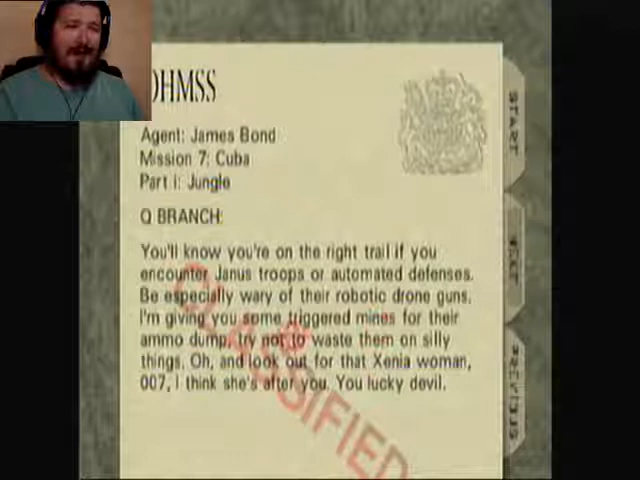 OHMSS
Agent: James Bond
Mission 7: Cuba
Part i: Jungle
Q BRANCH:
You'll know you're on the right trail if you
encounter Janus troops or automated defenses.
Be especially wary of their robotic drone guns.
I'm giving you some triggered mines for their
ammo dump, try not to waste them on silly
things. Oh, and look out for that Xenia woman,
007, I think she's after you. You lucky devil.
CLASSIFIED
START
NEXT
PREVIOUS